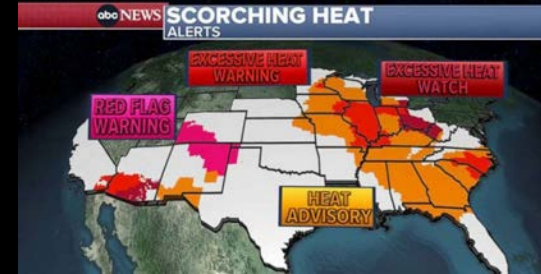 abc NEWS
SCORCHING HEAT
ALERTS
EXCESSIVE HEAT
WARNING
EXCESSIVE HEAT
WATCH
RED FLAG
WARNING
HEAT
ADVISORY